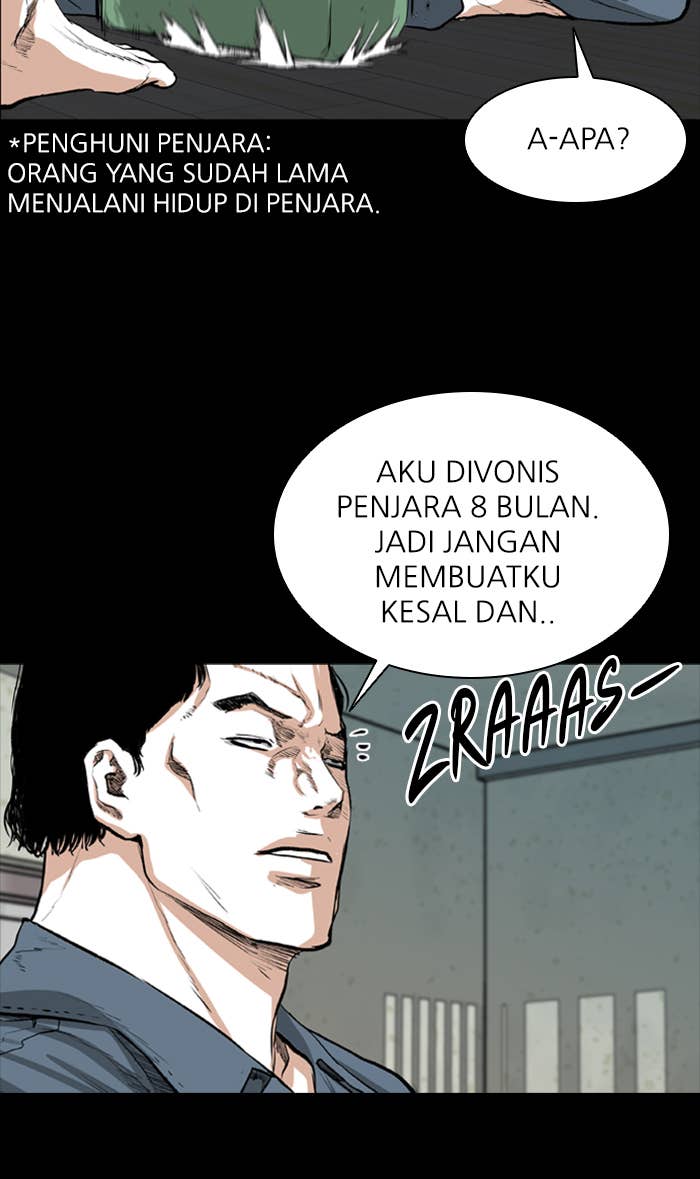 *PENGHUNI PENJARA:
ORANG YANG SUDAH LAMA
MENJALANI HIDUP DI PENJARA.
A-APA?
AKU DIVONIS
PENJARA 8 BULAN.
JADI JANGAN
MEMBUATKU
KESAL DAN..
ZRAAAS-